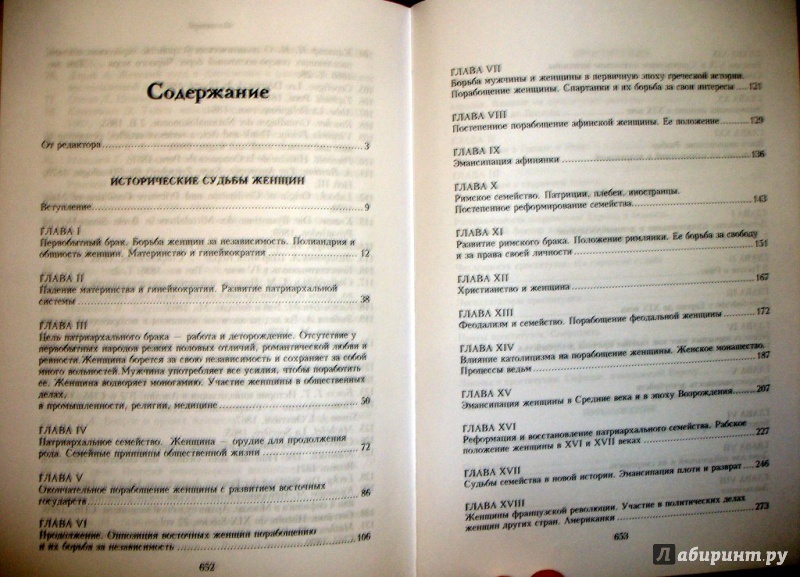 Содержание
От редактора 3
ИСТОРИЧЕСКИЕ СУДЬБЫ ЖЕНЩИН
Вступление 9
ГЛАВА I
Первобытный брак. Борьба женщин за независимость. Полиандрия и
общность женщин. Материнство и гинейкократия 12
ГЛАВА II
Падение материнства и гинейкократии. Развитие патриархальной
системы 38
ГЛАВА III
Цель патриархального брака — работа и деторождение. Отсутствие у
первобытных народов резких половых отличий, романтической любви и
ревности.Женщина борется за свою независимость и сохраняет за собой
много вольностей.Мужчина употребляет все усилия, чтобы поработить
ее. Женщина водворяет моногамию. Участие женщины в общественных
делах,
в промышленности, религии, медицине 50
ГЛАВА IV
Патриархальное семейство. Женщина — орудие для продолжения
рода. Семейные принципы общественной жизни 72
ГЛАВА V
Окончательное порабощение женщины с развитием восточных
государств 86
ГЛАВА VI
Продолжение. Оппозиция восточных женщин порабощению
и их борьба за независимость 106
652
ГЛАВА VII
Борьба мужчины и женщины в первичную эпоху греческой истории.
Порабощение женщины. Спартанки и их борьба за свои интересы 121
ГЛАВА VIII
Постепенное порабощение афинской женщины. Ее положение 129
ГЛАВА IX
Эмансипация афинянки 136
ГЛАВА X
Римское семейство. Патриции, плебеи, иностранцы.
Постепенное реформирование семейства 143
ГЛАВА XI
Развитие римского брака. Положение римлянки. Ее борьба за свободу
и за права своей личности 151
ГЛАВА XII
Христианство и женщина 167
ГЛАВА XIII
Феодализм и семейство. Порабощение феодальной женщины 172
ГЛАВА XIV
Влияние католицизма на порабощение женщины. Женское монашество.
Процессы ведьм 187
ГЛАВА XV
Эмансипация женщины в Средние века и в эпоху Возрождения 207
ГЛАВА XVI
Реформация и восстановление патриархального семейства. Рабское
положение женщины в XVI и XVII веках 227
ГЛАВА XVII
Судьбы семейства в новой истории. Эмансипация плоти и разврат 246
ГЛАВА XVIII
Женщины французской революции. Участие в политических делах
женщин других стран. Американки 273
653
Лабиринт.ру